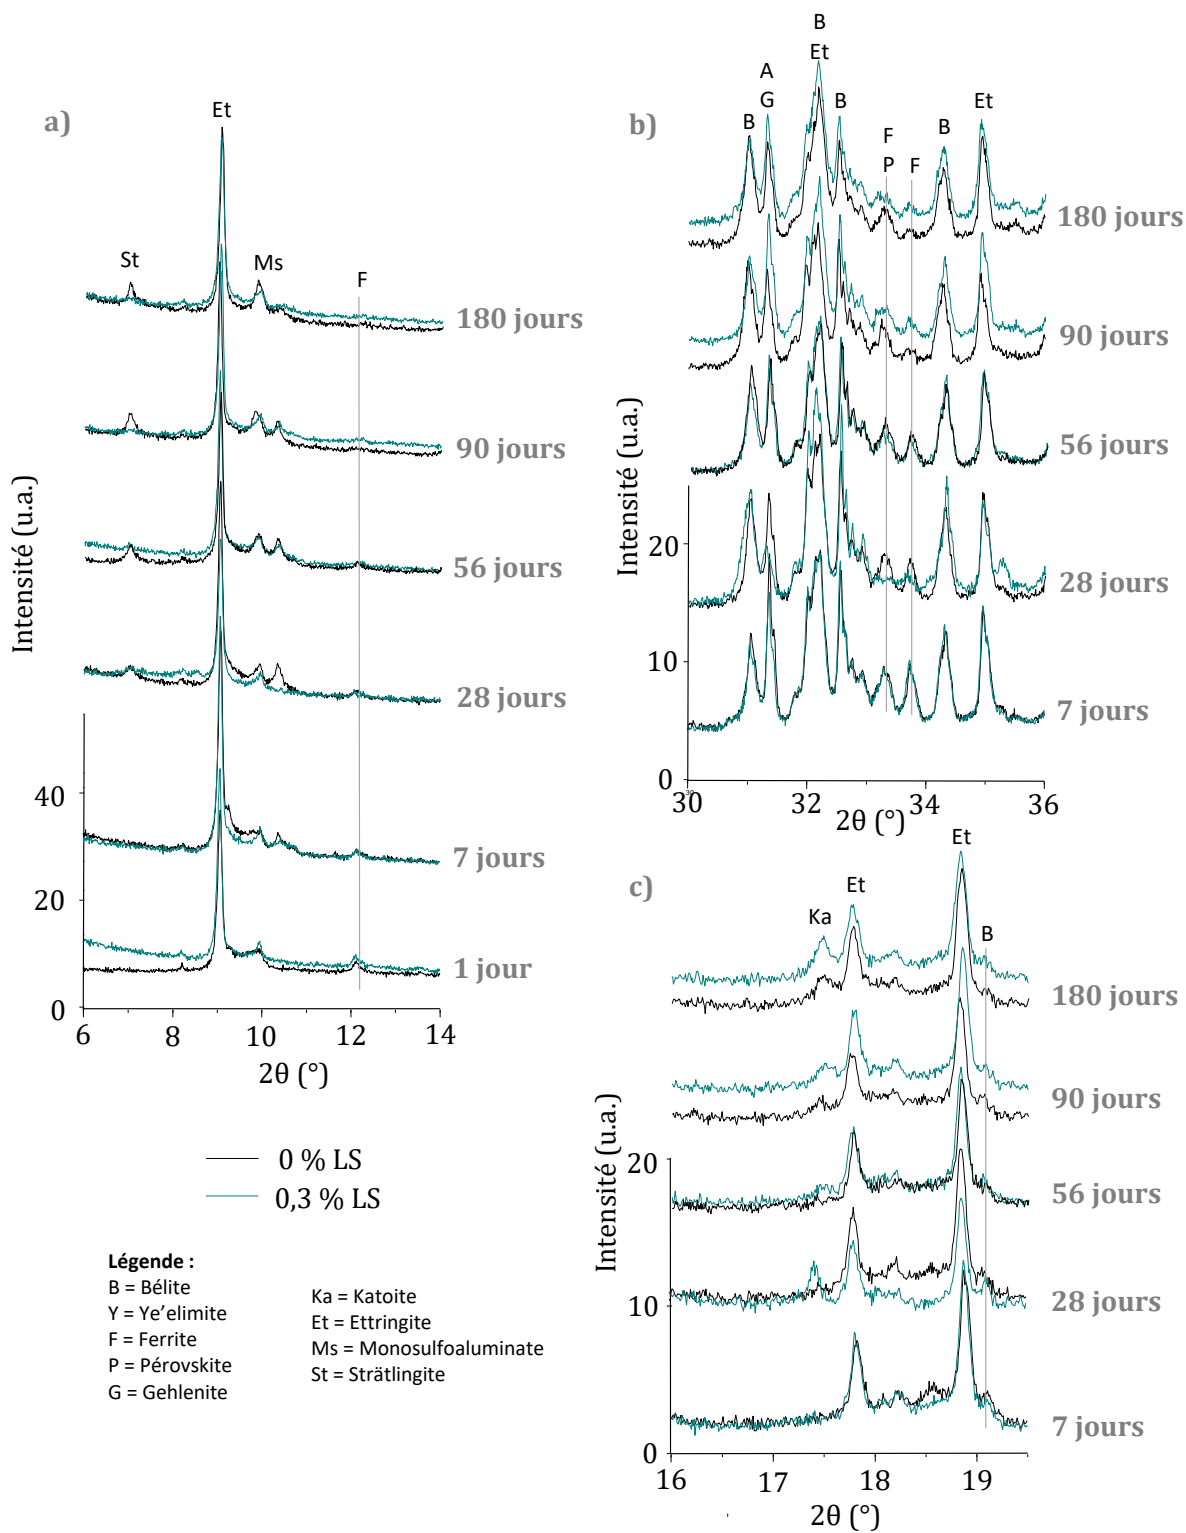 a)
Et
St
Ms
F
180 jours
90 jours
56 jours
28 jours
7 jours
1 jour
Intensité (u.a.)
40
20
0
6
8
10
12
14
2θ (°)
b)
B
A
G
B
Et
B
F
P
F
B
Et
180 jours
90 jours
56 jours
28 jours
7 jours
Intensité (u.a.)
20
10
0
30
32
34
36
2θ (°)
c)
Ka
Et
Et
B
180 jours
90 jours
56 jours
28 jours
7 jours
Intensité (u.a.)
20
10
0
16
17
18
19
2θ (°)
0 % LS
0,3 % LS
Légende :
B = Bélite
Y = Ye’elimite
F = Ferrite
P = Pérovskite
G = Gehlenite
Ka = Katoite
Et = Ettringite
Ms = Monosulfoaluminate
St = Strätlingite